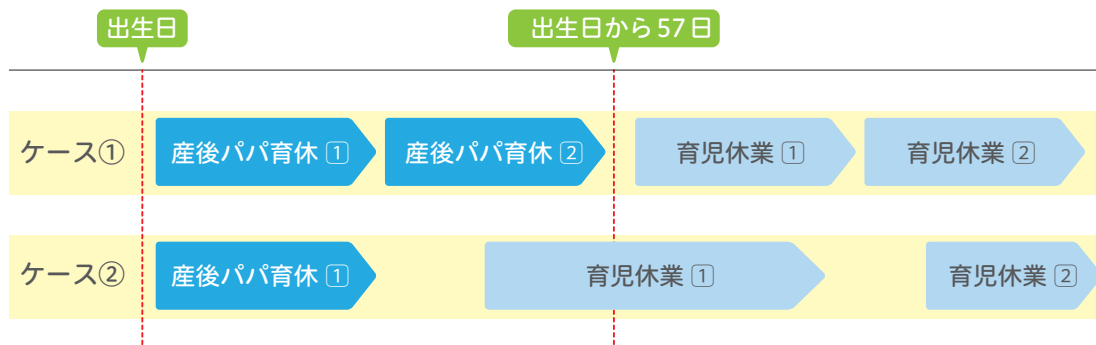 出生日
出生日から57日
ケース①
産後パパ育休 1
産後パパ育休 2
育児休業 1
育児休業 2
ケース②
産後パパ育休 1
育児休業 1
育児休業 2